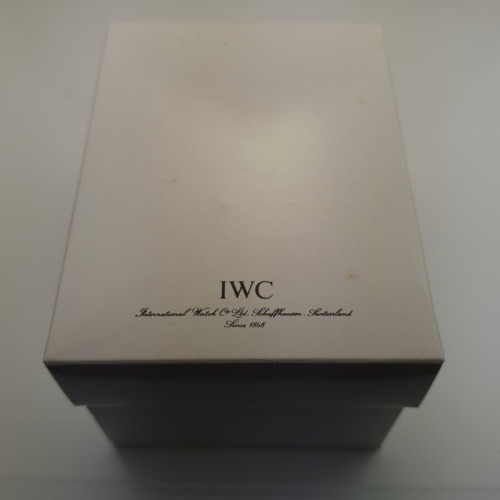 IWC
International Watch Co. Ltd. Schaffhausen. Switzerland
Since 1868